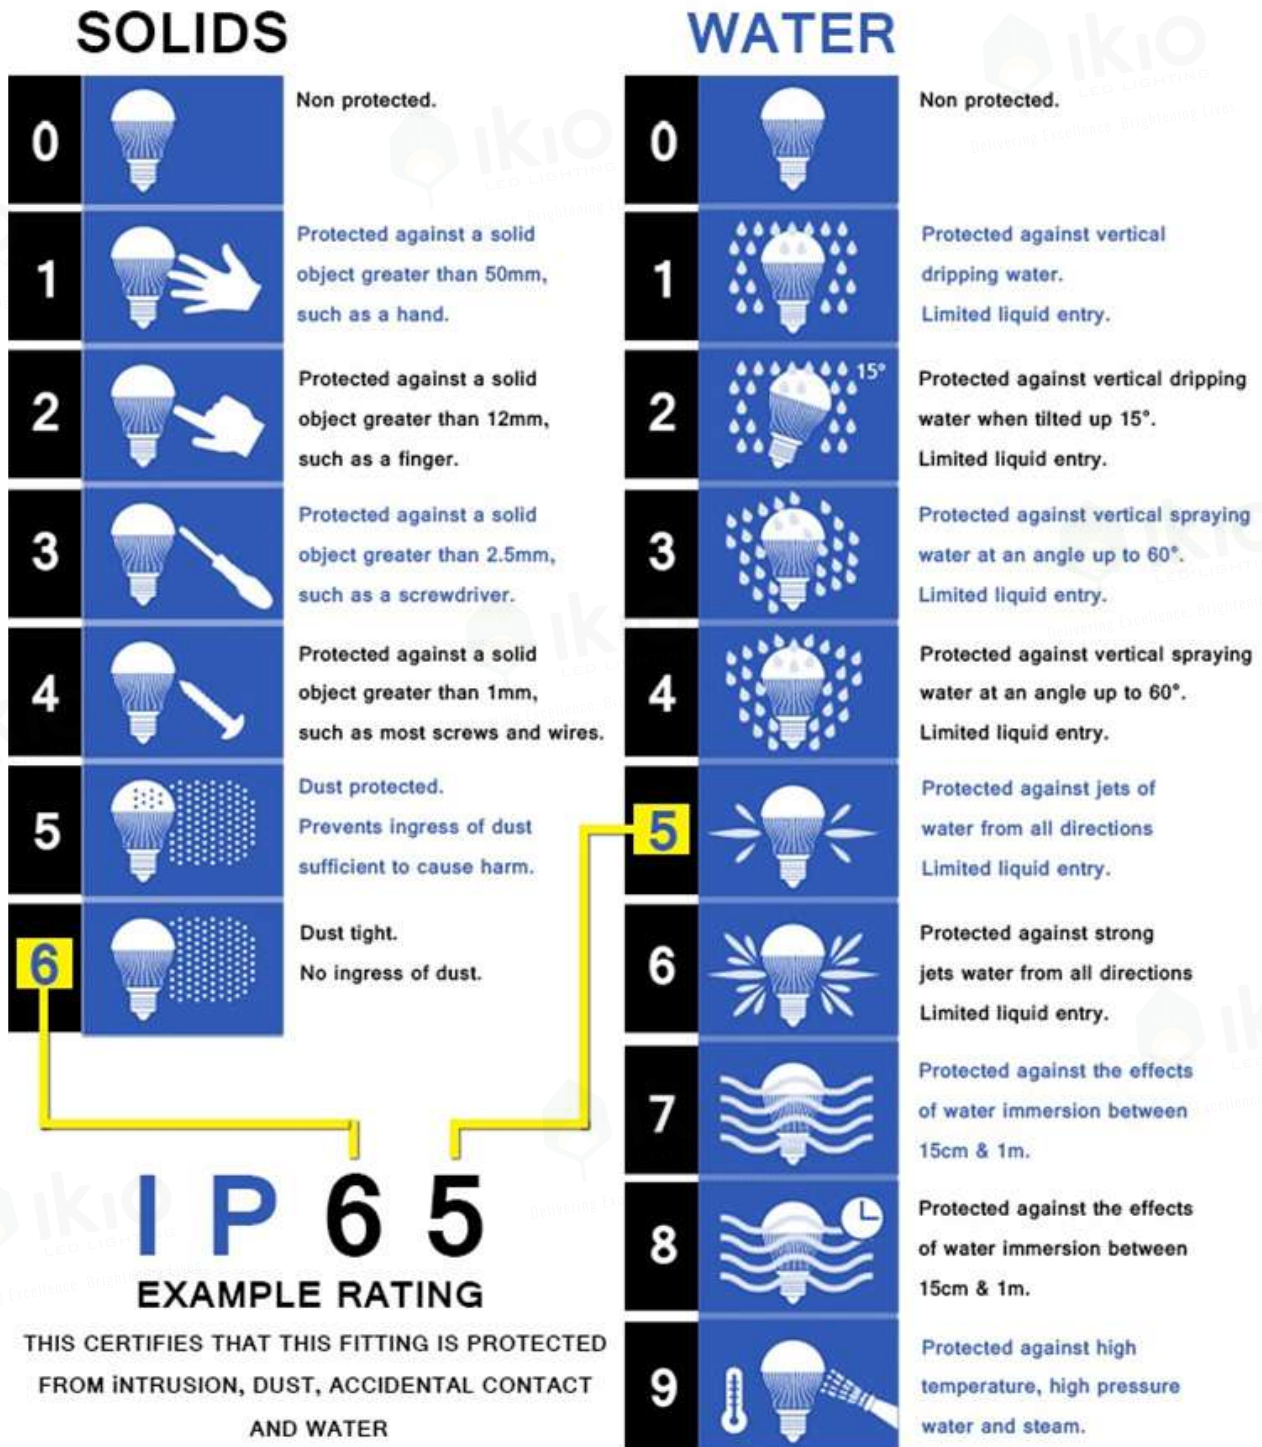 SOLIDS
0
Non protected.
1
Protected against a solid
object greater than 50mm,
such as a hand.
2
Protected against a solid
object greater than 12mm,
such as a finger.
3
Protected against a solid
object greater than 2.5mm,
such as a screwdriver.
4
Protected against a solid
object greater than 1mm,
such as most screws and wires.
5
Dust protected.
Prevents ingress of dust
sufficient to cause harm.
6
Dust tight.
No ingress of dust.
WATER
0
Non protected.
1
Protected against vertical
dripping water.
Limited liquid entry.
2
15°
Protected against vertical dripping
water when tilted up 15°.
Limited liquid entry.
3
Protected against vertical spraying
water at an angle up to 60°.
Limited liquid entry.
4
Protected against vertical spraying
water at an angle up to 60°.
Limited liquid entry.
5
Protected against jets of
water from all directions
Limited liquid entry.
6
Protected against strong
jets water from all directions
Limited liquid entry.
7
Protected against the effects
of water immersion between
15cm & 1m.
8
Protected against the effects
of water immersion between
15cm & 1m.
9
Protected against high
temperature, high pressure
water and steam.
IP65
EXAMPLE RATING
THIS CERTIFIES THAT THIS FITTING IS PROTECTED
FROM iNTRUSION, DUST, ACCIDENTAL CONTACT
AND WATER
ikio
LED LIGHTING
Delivering Excellence. Brightening Lives